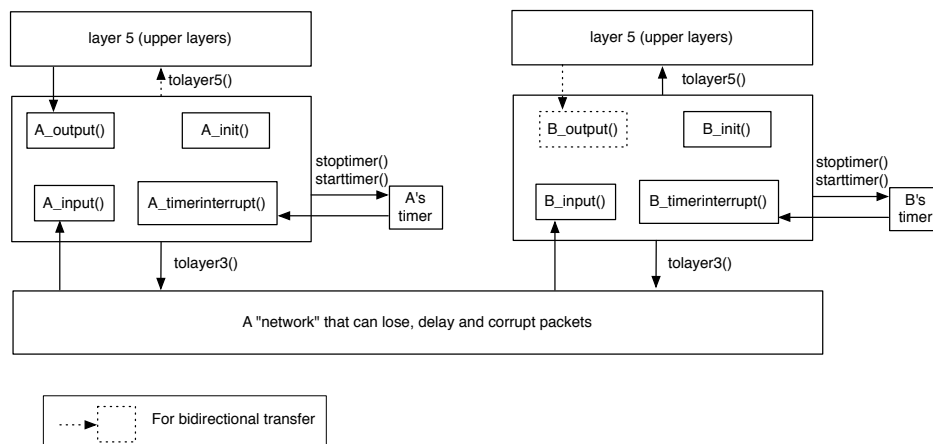 layer 5 (upper layers)
tolayer5()
A_output()
A_init()
A_input()
A_timerinterrupt()
stoptimer()
starttimer()
A's
timer
tolayer3()
layer 5 (upper layers)
tolayer5()
B_output()
B_init()
B_input()
B_timerinterrupt()
stoptimer()
starttimer()
B's
timer
tolayer3()
A "network" that can lose, delay and corrupt packets
For bidirectional transfer